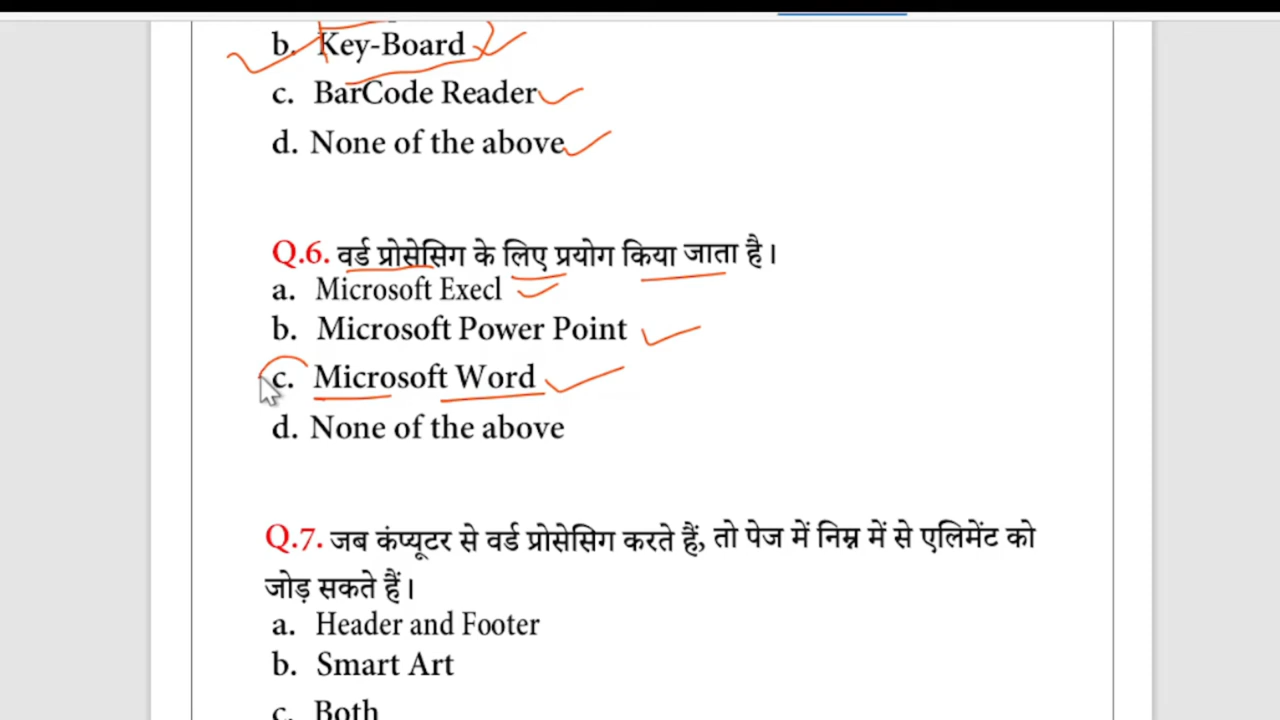 b. Key-Board
c. BarCode Reader
d. None of the above
Q.6. वर्ड प्रोसेसिग के लिए प्रयोग किया जाता है।
a. Microsoft Execl
b. Microsoft Power Point
c. Microsoft Word
d. None of the above
Q.7. जब कंप्यूटर से वर्ड प्रोसेसिग करते हैं, तो पेज में निम्न में से एलिमेंट को
जोड़ सकते हैं।
a. Header and Footer
b. Smart Art
c. Both